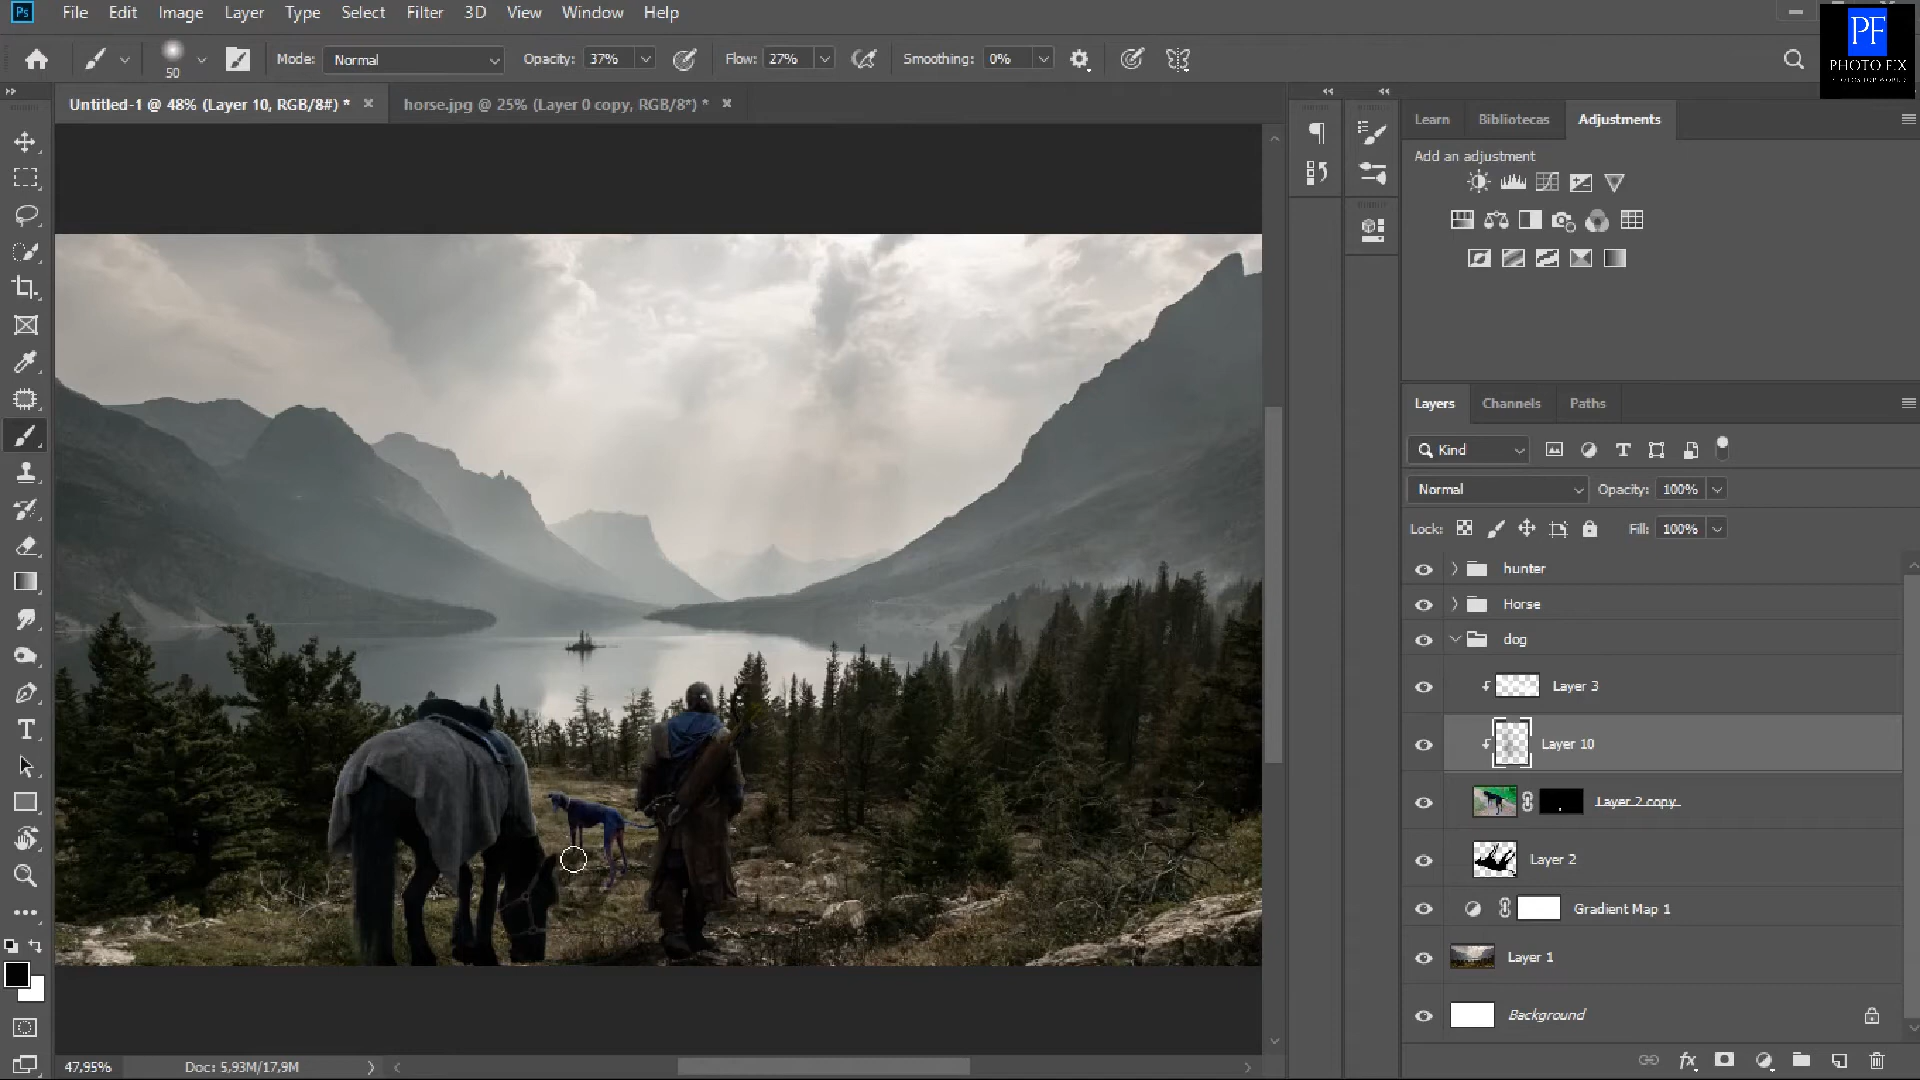 Ps File Edit Image Layer Type Select Filter 3D View Window Help
PF
PHOTO FIX
50 Mode: Normal Opacity: 37% Flow: 27% Smoothing: 0%
Untitled-1 @ 48% (Layer 10, RGB/8#) * × horse.jpg @ 25% (Layer 0 copy, RGB/8*) * ×
Learn Bibliotecas Adjustments
Add an adjustment
Layers Channels Paths
Kind
Normal Opacity: 100%
Lock: Fill: 100%
hunter
Horse
dog
Layer 3
Layer 10
Layer 2 copy
Layer 2
Gradient Map 1
Layer 1
Background
47,95% Doc: 5,93M/17,9M
fx